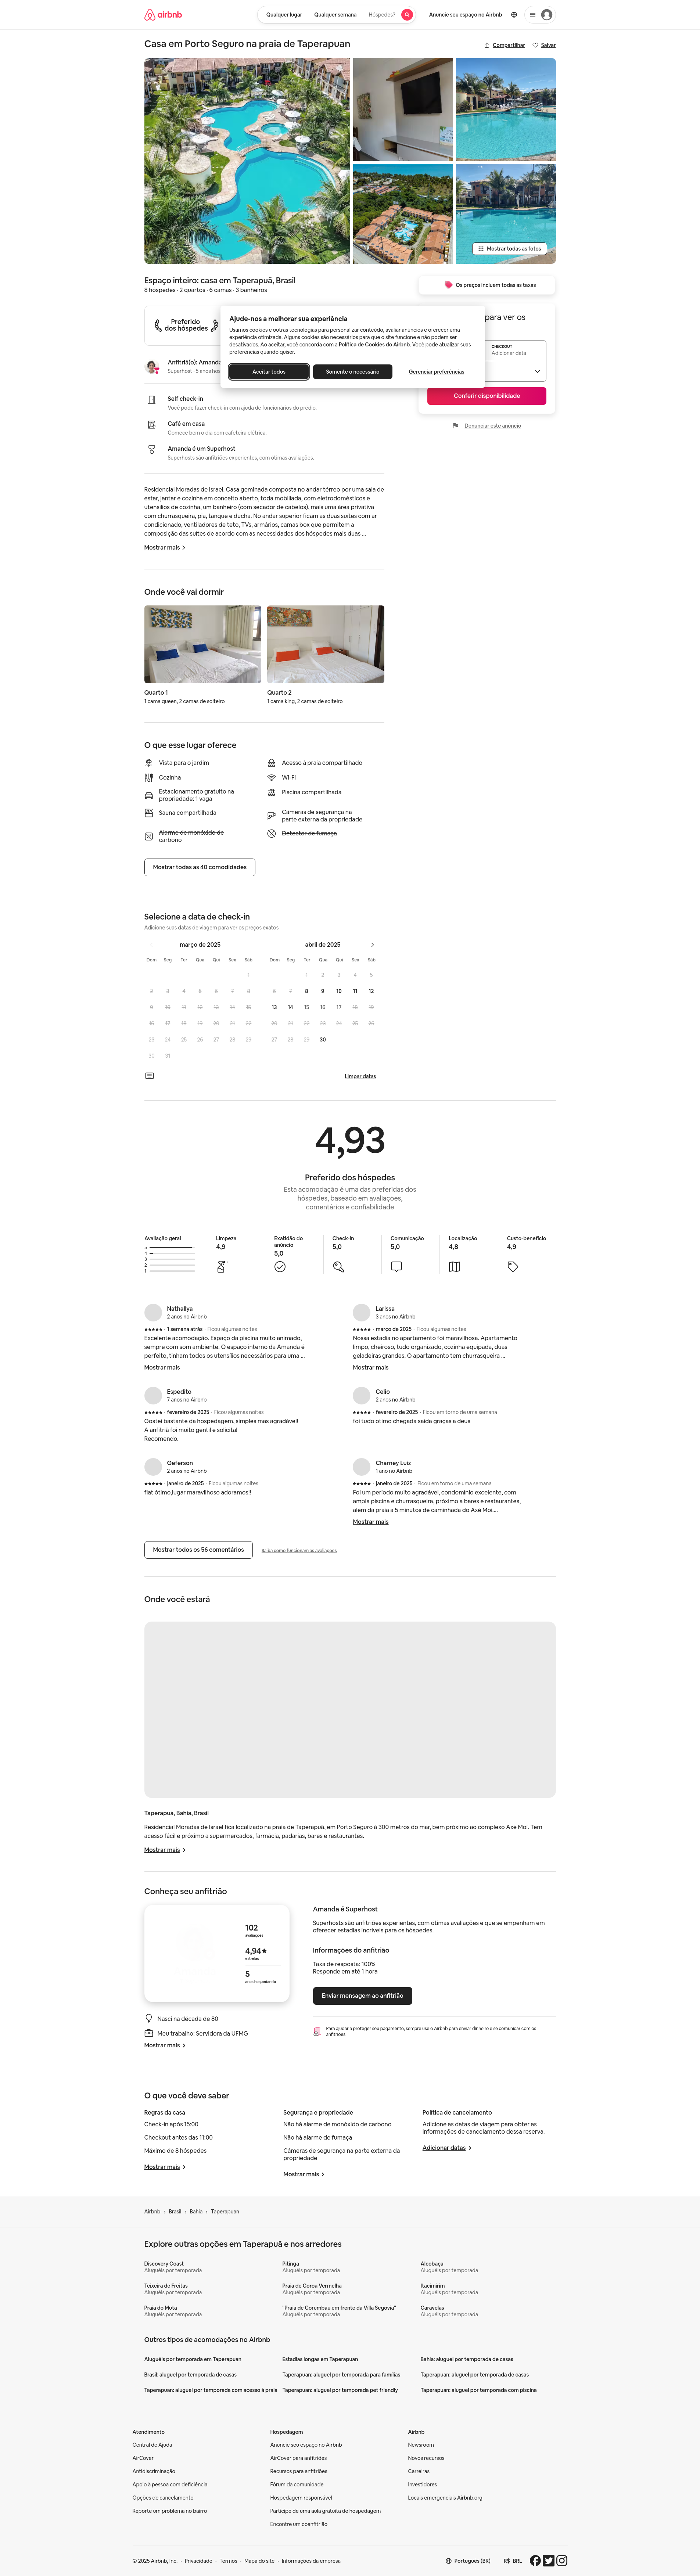 airbnb
Qualquer lugar
Qualquer semana
Hóspedes?
Anuncie seu espaço no Airbnb
Casa em Porto Seguro na praia de Taperapuan
Compartilhar
Salvar
Mostrar todas as fotos
Espaço inteiro: casa em Taperapuã, Brasil
8 hóspedes · 2 quartos · 6 camas · 3 banheiros
Os preços incluem todas as taxas
Preferido
dos hóspedes
Ajude-nos a melhorar sua experiência
Usamos cookies e outras tecnologias para personalizar conteúdo, avaliar anúncios e oferecer uma
experiência otimizada. Alguns cookies são necessários para que o site funcione e não podem ser
desativados. Ao aceitar, você concorda com a Política de Cookies do Airbnb. Você pode atualizar suas
preferências quando quiser.
Aceitar todos
Somente o necessário
Gerenciar preferências
para ver os
CHECKOUT
Adicionar data
Conferir disponibilidade
Denunciar este anúncio
Anfitriã(o): Amanda
Superhost · 5 anos hos
Self check-in
Você pode fazer check-in com ajuda de funcionários do prédio.
Café em casa
Comece bem o dia com cafeteira elétrica.
Amanda é um Superhost
Superhosts são anfitriões experientes, com ótimas avaliações.
Residencial Moradas de Israel. Casa geminada composta no andar térreo por uma sala de
estar, jantar e cozinha em conceito aberto, toda mobiliada, com eletrodomésticos e
utensílios de cozinha, um banheiro (com secador de cabelos), mais uma área privativa
com churrasqueira, pia, tanque e ducha. No andar superior ficam as duas suítes com ar
condicionado, ventiladores de teto, TVs, armários, camas box que permitem a
composição das suítes de acordo com as necessidades dos hóspedes mais duas ...
Mostrar mais
Onde você vai dormir
Quarto 1
1 cama queen, 2 camas de solteiro
Quarto 2
1 cama king, 2 camas de solteiro
O que esse lugar oferece
Vista para o jardim
Acesso à praia compartilhado
Cozinha
Wi-Fi
Estacionamento gratuito na
propriedade: 1 vaga
Piscina compartilhada
Sauna compartilhada
Câmeras de segurança na
parte externa da propriedade
Alarme de monóxido de
carbono
Detector de fumaça
Mostrar todas as 40 comodidades
Selecione a data de check-in
Adicione suas datas de viagem para ver os preços exatos
março de 2025
Dom Seg Ter Qua Qui Sex Sáb
1
2 3 4 5 6 7 8
9 10 11 12 13 14 15
16 17 18 19 20 21 22
23 24 25 26 27 28 29
30 31
abril de 2025
Dom Seg Ter Qua Qui Sex Sáb
1 2 3 4 5
6 7 8 9 10 11 12
13 14 15 16 17 18 19
20 21 22 23 24 25 26
27 28 29 30
Limpar datas
4,93
Preferido dos hóspedes
Esta acomodação é uma das preferidas dos
hóspedes, baseado em avaliações,
comentários e confiabilidade
Avaliação geral
5
4
3
2
1
Limpeza
4,9
Exatidão do
anúncio
5,0
Check-in
5,0
Comunicação
5,0
Localização
4,8
Custo-benefício
4,9
Nathallya
2 anos no Airbnb
★★★★★ · 1 semana atrás · Ficou algumas noites
Excelente acomodação. Espaço da piscina muito animado,
sempre com som ambiente. O espaço interno da Amanda é
perfeito, tinham todos os utensílios necessários para uma ...
Mostrar mais
Larissa
3 anos no Airbnb
★★★★★ · março de 2025 · Ficou algumas noites
Nossa estadia no apartamento foi maravilhosa. Apartamento
limpo, cheiroso, tudo organizado, cozinha equipada, duas
geladeiras grandes. O apartamento tem churrasqueira ...
Mostrar mais
Espedito
7 anos no Airbnb
★★★★★ · fevereiro de 2025 · Ficou algumas noites
Gostei bastante da hospedagem, simples mas agradável!
A anfitriã foi muito gentil e solicita!
Recomendo.
Celio
2 anos no Airbnb
★★★★★ · fevereiro de 2025 · Ficou em torno de uma semana
foi tudo otimo chegada saida graças a deus
Geferson
2 anos no Airbnb
★★★★★ · janeiro de 2025 · Ficou algumas noites
flat ótimo,lugar maravilhoso adoramos!!
Charney Luiz
1 ano no Airbnb
★★★★★ · janeiro de 2025 · Ficou em torno de uma semana
Foi um período muito agradável, condomínio excelente, com
ampla piscina e churrasqueira, próximo a bares e restaurantes,
além da praia a 5 minutos de caminhada do Axé Moi....
Mostrar mais
Mostrar todos os 56 comentários
Saiba como funcionam as avaliações
Onde você estará
Taperapuã, Bahia, Brasil
Residencial Moradas de Israel fica localizado na praia de Taperapuã, em Porto Seguro à 300 metros do mar, bem próximo ao complexo Axé Moi. Tem
acesso fácil e próximo a supermercados, farmácia, padarias, bares e restaurantes.
Mostrar mais
Conheça seu anfitrião
102
avaliações
4,94★
estrelas
5
anos hospedando
Nasci na década de 80
Meu trabalho: Servidora da UFMG
Mostrar mais
Amanda é Superhost
Superhosts são anfitriões experientes, com ótimas avaliações e que se empenham em
oferecer estadias incríveis para os hóspedes.
Informações do anfitrião
Taxa de resposta: 100%
Responde em até 1 hora
Enviar mensagem ao anfitrião
Para ajudar a proteger seu pagamento, sempre use o Airbnb para enviar dinheiro e se comunicar com os
anfitriões.
O que você deve saber
Regras da casa
Check-in após 15:00
Checkout antes das 11:00
Máximo de 8 hóspedes
Mostrar mais
Segurança e propriedade
Não há alarme de monóxido de carbono
Não há alarme de fumaça
Câmeras de segurança na parte externa da
propriedade
Mostrar mais
Política de cancelamento
Adicione as datas de viagem para obter as
informações de cancelamento dessa reserva.
Adicionar datas
Airbnb
Brasil
Bahia
Taperapuan
Explore outras opções em Taperapuã e nos arredores
Discovery Coast
Aluguéis por temporada
Pitinga
Aluguéis por temporada
Alcobaça
Aluguéis por temporada
Teixeira de Freitas
Aluguéis por temporada
Praia de Coroa Vermelha
Aluguéis por temporada
Itacimirim
Aluguéis por temporada
Praia do Muta
Aluguéis por temporada
"Praia de Corumbau em frente da Villa Segovia"
Aluguéis por temporada
Caravelas
Aluguéis por temporada
Outros tipos de acomodações no Airbnb
Aluguéis por temporada em Taperapuan
Estadias longas em Taperapuan
Bahia: aluguel por temporada de casas
Brasil: aluguel por temporada de casas
Taperapuan: aluguel por temporada para famílias
Taperapuan: aluguel por temporada de casas
Taperapuan: aluguel por temporada com acesso à praia
Taperapuan: aluguel por temporada pet friendly
Taperapuan: aluguel por temporada com piscina
Atendimento
Central de Ajuda
AirCover
Antidiscriminação
Apoio à pessoa com deficiência
Opções de cancelamento
Reporte um problema no bairro
Hospedagem
Anuncie seu espaço no Airbnb
AirCover para anfitriões
Recursos para anfitriões
Fórum da comunidade
Hospedagem responsável
Participe de uma aula gratuita de hospedagem
Encontre um coanfitrião
Airbnb
Newsroom
Novos recursos
Carreiras
Investidores
Locais emergenciais Airbnb.org
© 2025 Airbnb, Inc. · Privacidade · Termos · Mapa do site · Informações da empresa
Português (BR)
R$ BRL